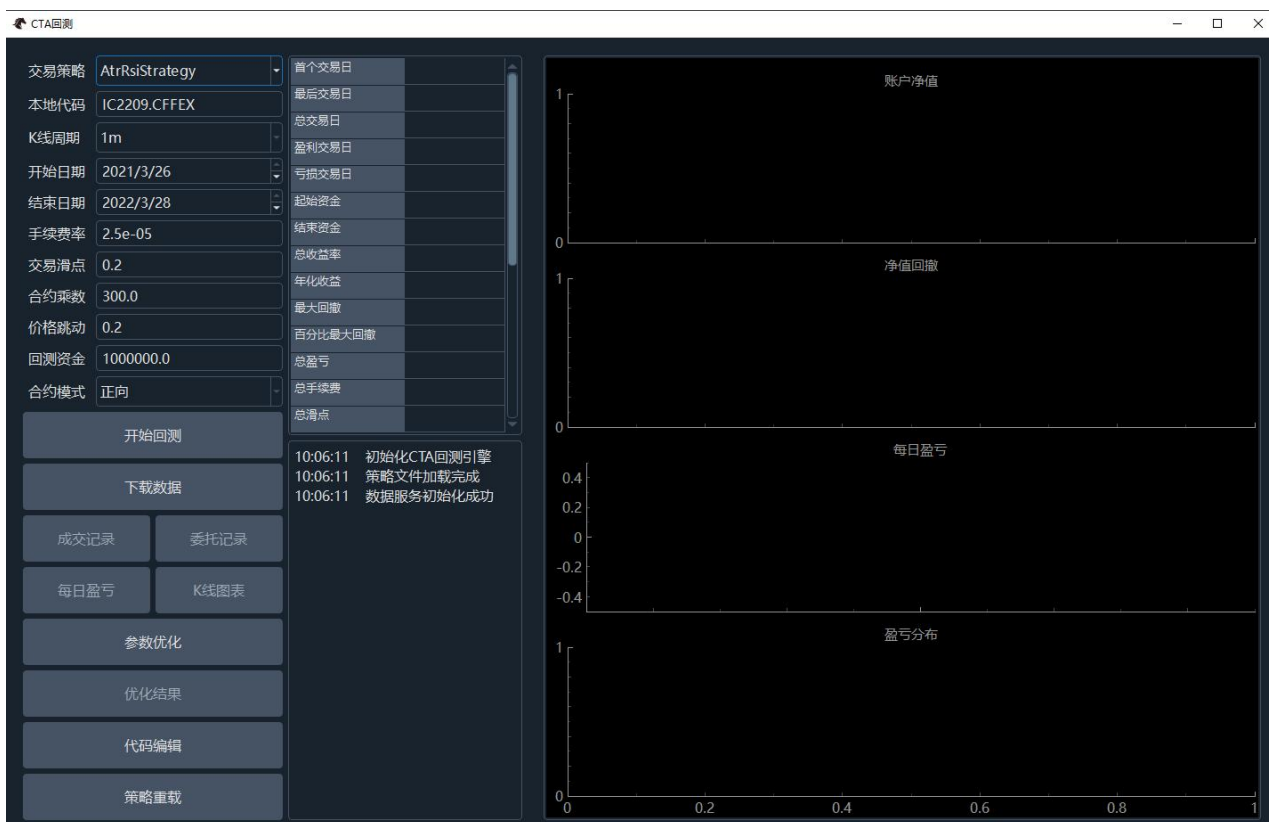 CTA回测
交易策略 AtrRsiStrategy
本地代码 IC2209.CFFEX
K线周期 1m
开始日期 2021/3/26
结束日期 2022/3/28
手续费率 2.5e-05
交易滑点 0.2
合约乘数 300.0
价格跳动 0.2
回测资金 1000000.0
合约模式 正向
开始回测
下载数据
成交记录 委托记录
每日盈亏 K线图表
参数优化
优化结果
代码编辑
策略重载
首个交易日
最后交易日
总交易日
盈利交易日
亏损交易日
起始资金
结束资金
总收益率
年化收益
最大回撤
百分比最大回撤
总盈亏
总手续费
总滑点
10:06:11 初始化CTA回测引擎
10:06:11 策略文件加载完成
10:06:11 数据服务初始化成功
账户净值
1
0
净值回撤
1
0
每日盈亏
0.4
0.2
0
-0.2
-0.4
盈亏分布
1
0
0 0.2 0.4 0.6 0.8 1